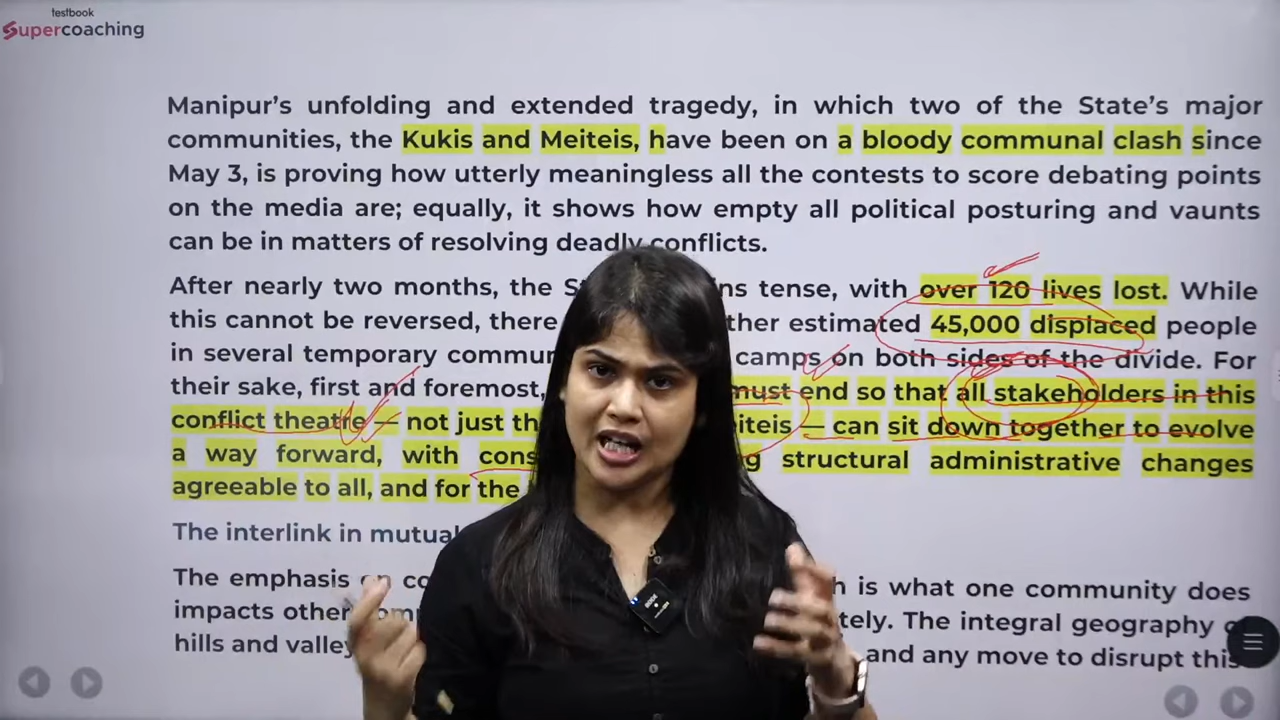 testbook
Supercoaching
Manipur's unfolding and extended tragedy, in which two of the State's major
communities, the Kukis and Meiteis, have been on a bloody communal clash since
May 3, is proving how utterly meaningless all the contests to score debating points
on the media are; equally, it shows how empty all political posturing and vaunts
can be in matters of resolving deadly conflicts.
After nearly two months, the ns tense, with over 120 lives lost. While
this cannot be reversed, there ther estimated 45,000 displaced people
in several temporary camps on both sides of the divide. For
their sake, first and foremost, must end so that all stakeholders in this
conflict theatre — not just eiteis — can sit down together to evolve
a way forward, with structural administrative changes
agreeable to all, and for the
The interlink in
The emphasis on h is what one community does
impacts other tely. The integral geography
hills and valley and any move to disrupt this